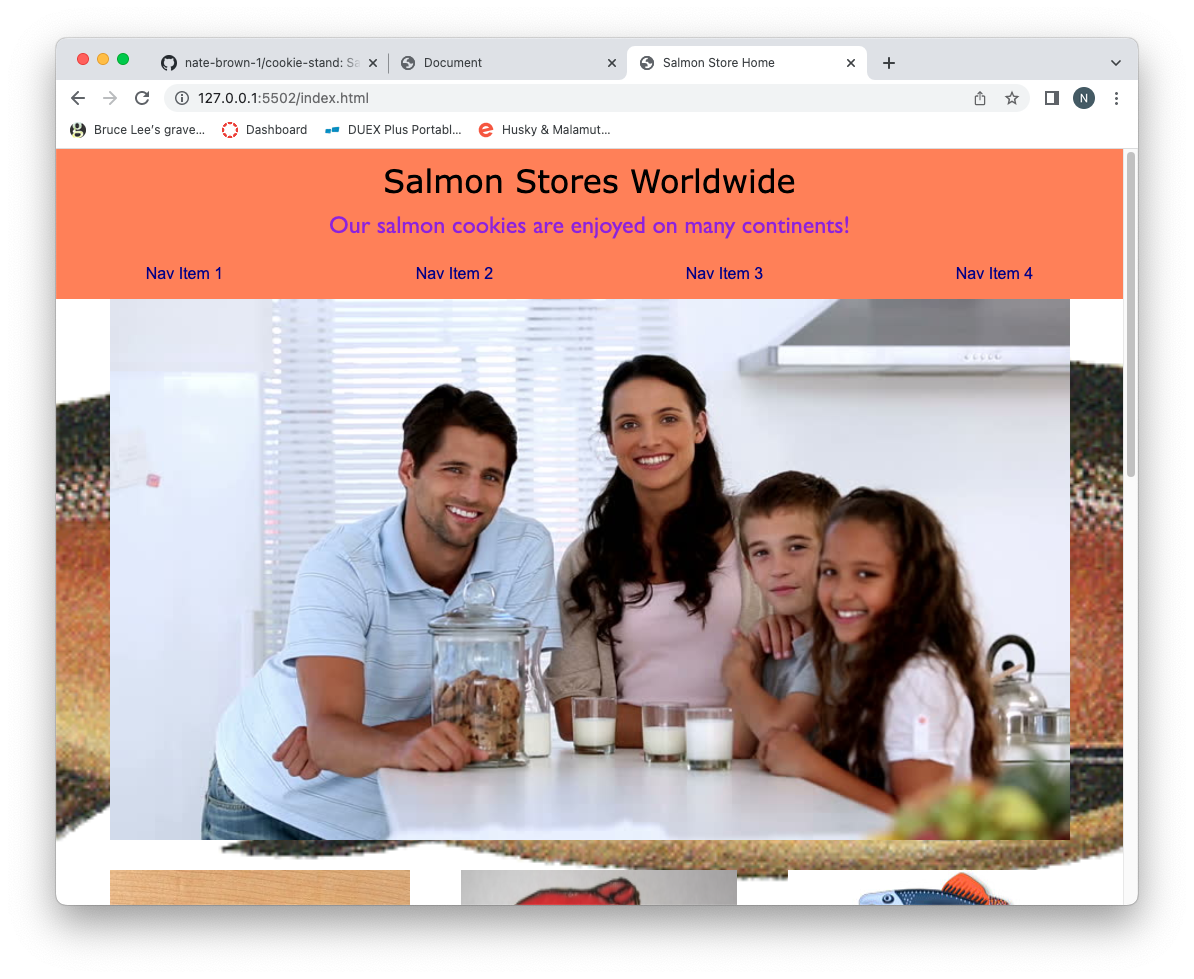 nate-brown-1/cookie-stand: Sa
Document
Salmon Store Home
127.0.0.1:5502/index.html
N
Bruce Lee's grave...
Dashboard
DUEX Plus Portabl...
Husky & Malamut...
Salmon Stores Worldwide
Our salmon cookies are enjoyed on many continents!
Nav Item 1
Nav Item 2
Nav Item 3
Nav Item 4